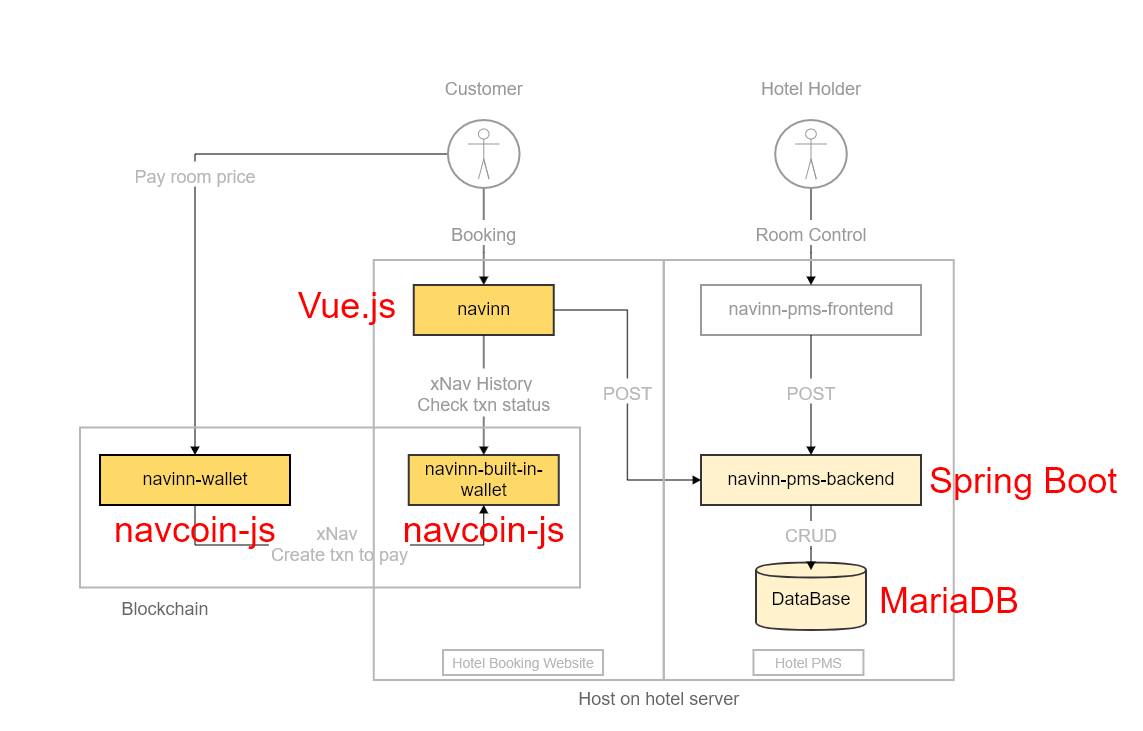 Customer
Hotel Holder
Pay room price
Booking
Room Control
Vue.js
navinn
navinn-pms-frontend
xNav History
Check txn status
POST
POST
navinn-wallet
navinn-built-in-
wallet
navinn-pms-backend
Spring Boot
navcoin-js
xNav
Create txn to pay
navcoin-js
CRUD
DataBase
MariaDB
Blockchain
Hotel Booking Website
Hotel PMS
Host on hotel server